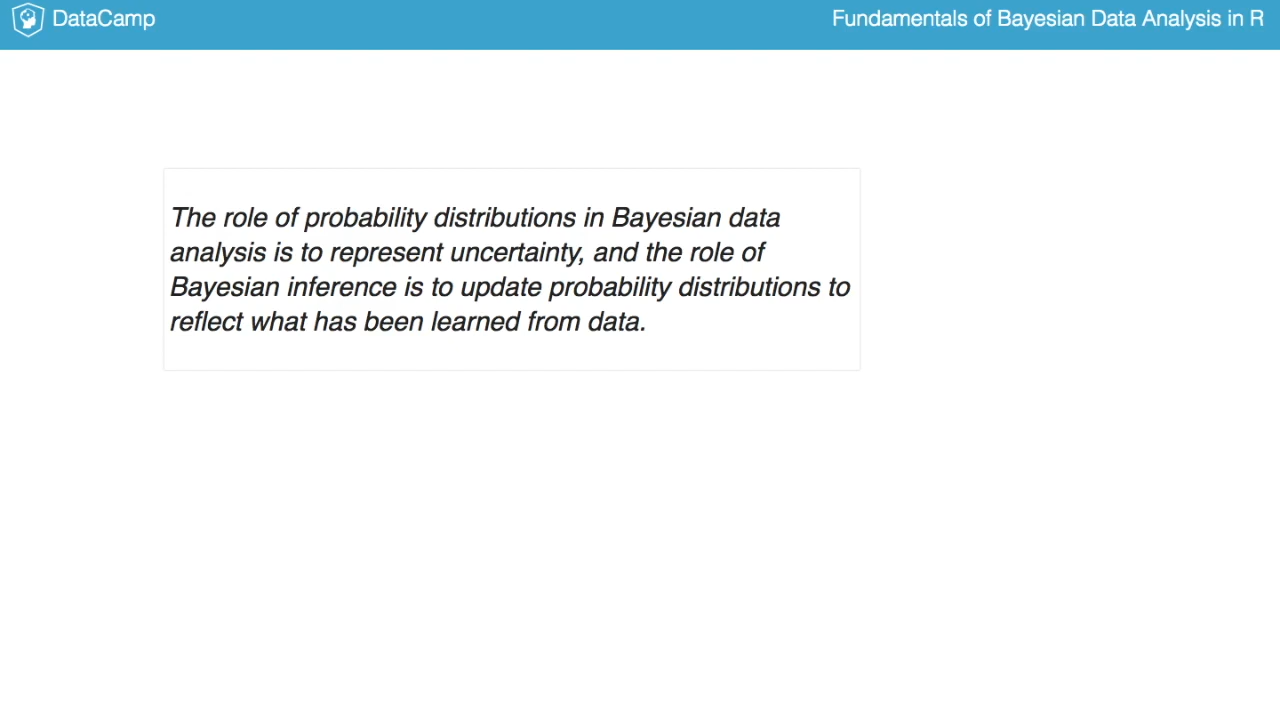 DataCamp
Fundamentals of Bayesian Data Analysis in R
The role of probability distributions in Bayesian data
analysis is to represent uncertainty, and the role of
Bayesian inference is to update probability distributions to
reflect what has been learned from data.